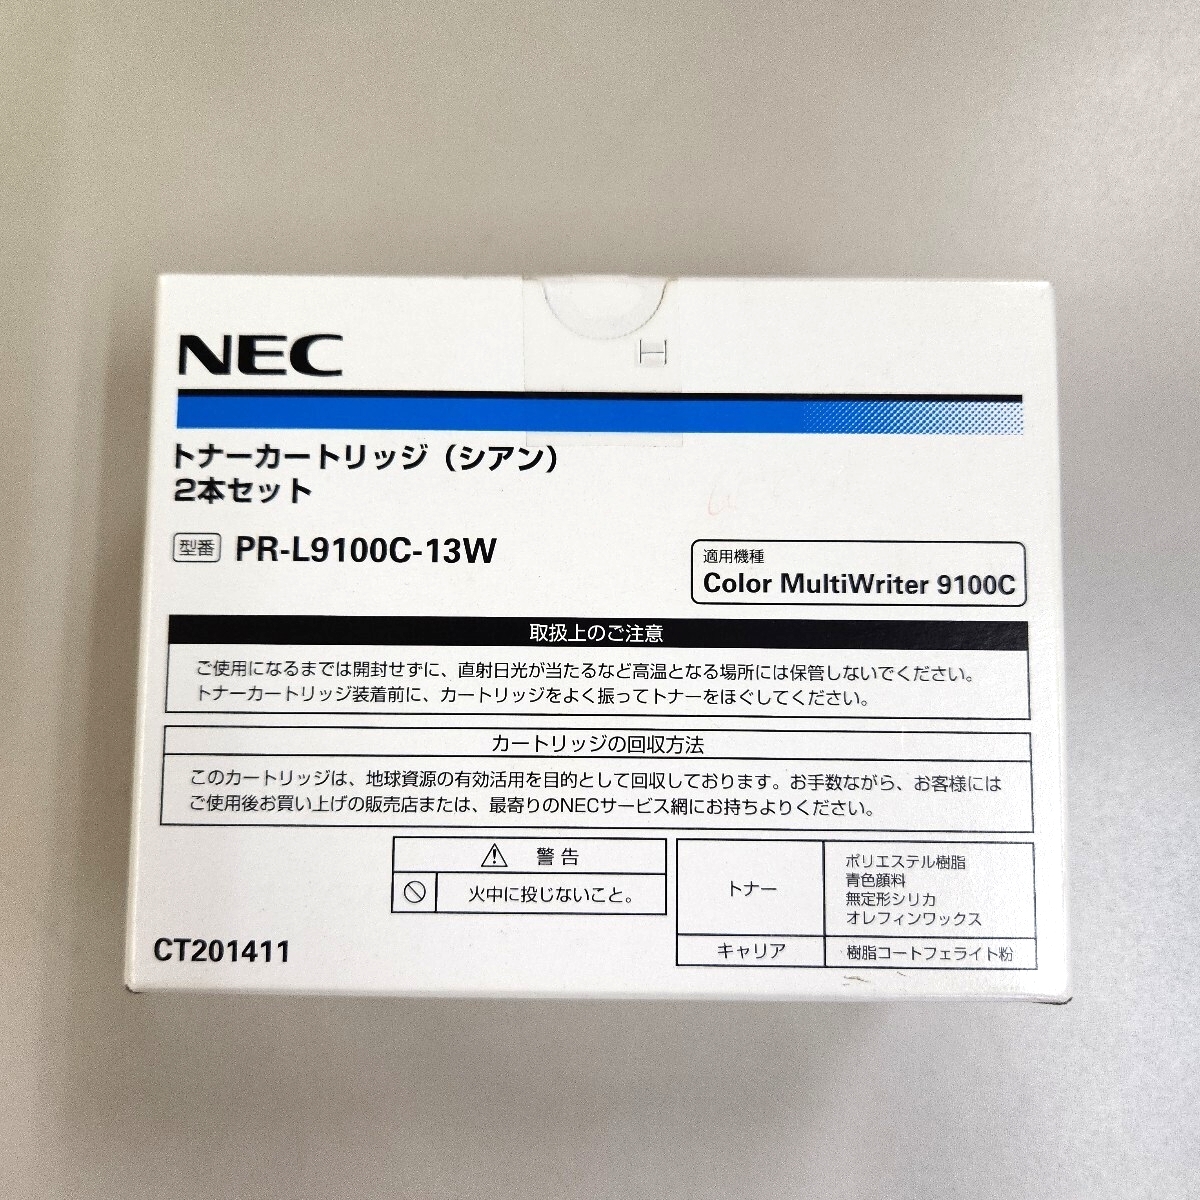 NEC
トナーカートリッジ（シアン）
2本セット
型番 PR-L9100C-13W
適用機種
Color MultiWriter 9100C
取扱上のご注意
ご使用になるまでは開封せずに、直射日光が当たるなど高温となる場所には保管しないでください。
トナーカートリッジ装着前に、カートリッジをよく振ってトナーをほぐしてください。
カートリッジの回収方法
このカートリッジは、地球資源の有効活用を目的として回収しております。お手数ながら、お客様には
ご使用後お買い上げの販売店または、最寄りのNECサービス網にお持ちよりください。
警告
火中に投じないこと。
トナー
ポリエステル樹脂
青色顔料
無定形シリカ
オレフィンワックス
キャリア
樹脂コートフェライト粉
CT201411